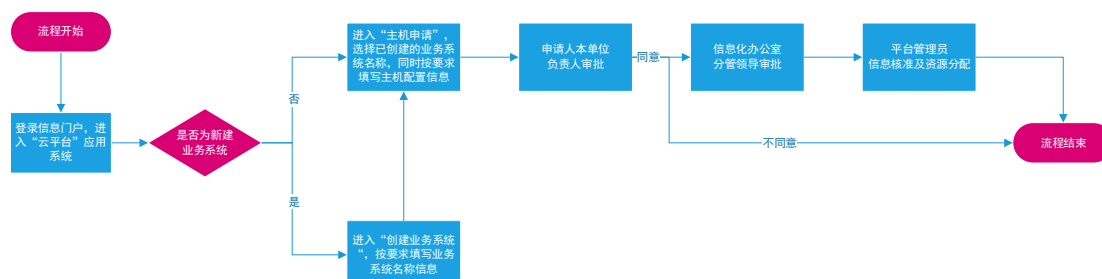 流程开始
登录信息门户，进
入“云平台”应用
系统
是否为新建
业务系统
否
是
进入“主机申请”，
选择已创建的业务系
统名称，同时按要求
填写主机配置信息
进入“创建业务系统
“，按要求填写业务
系统名称信息
申请人本单位
负责人审批
同意
不同意
信息化办公室
分管领导审批
平台管理员
信息核准及资源分配
流程结束